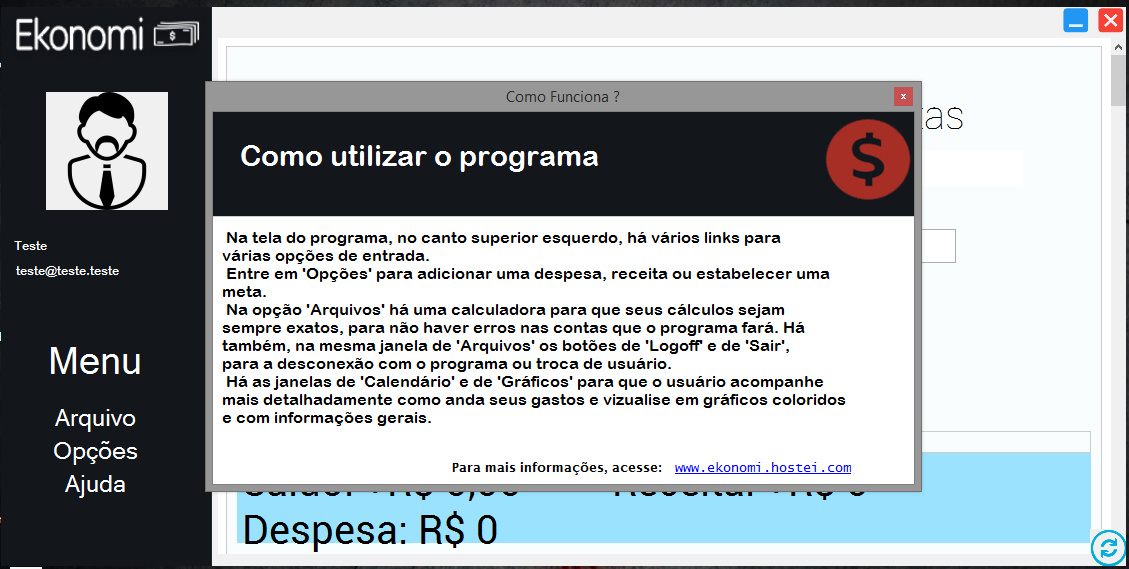 Ekonomi
Teste
teste@teste.teste
Menu
Arquivo
Opções
Ajuda
Como Funciona ?
Como utilizar o programa
Na tela do programa, no canto superior esquerdo, há vários links para
várias opções de entrada.
Entre em 'Opções' para adicionar uma despesa, receita ou estabelecer uma
meta.
Na opção 'Arquivos' há uma calculadora para que seus cálculos sejam
sempre exatos, para não haver erros nas contas que o programa fará. Há
também, na mesma janela de 'Arquivos' os botões de 'Logoff' e de 'Sair',
para a desconexão com o programa ou troca de usuário.
Há as janelas de 'Calendário' e de 'Gráficos' para que o usuário acompanhe
mais detalhadamente como anda seus gastos e vizualise em gráficos coloridos
e com informações gerais.
Para mais informações, acesse: www.ekonomi.hostei.com
Despesa: R$ 0